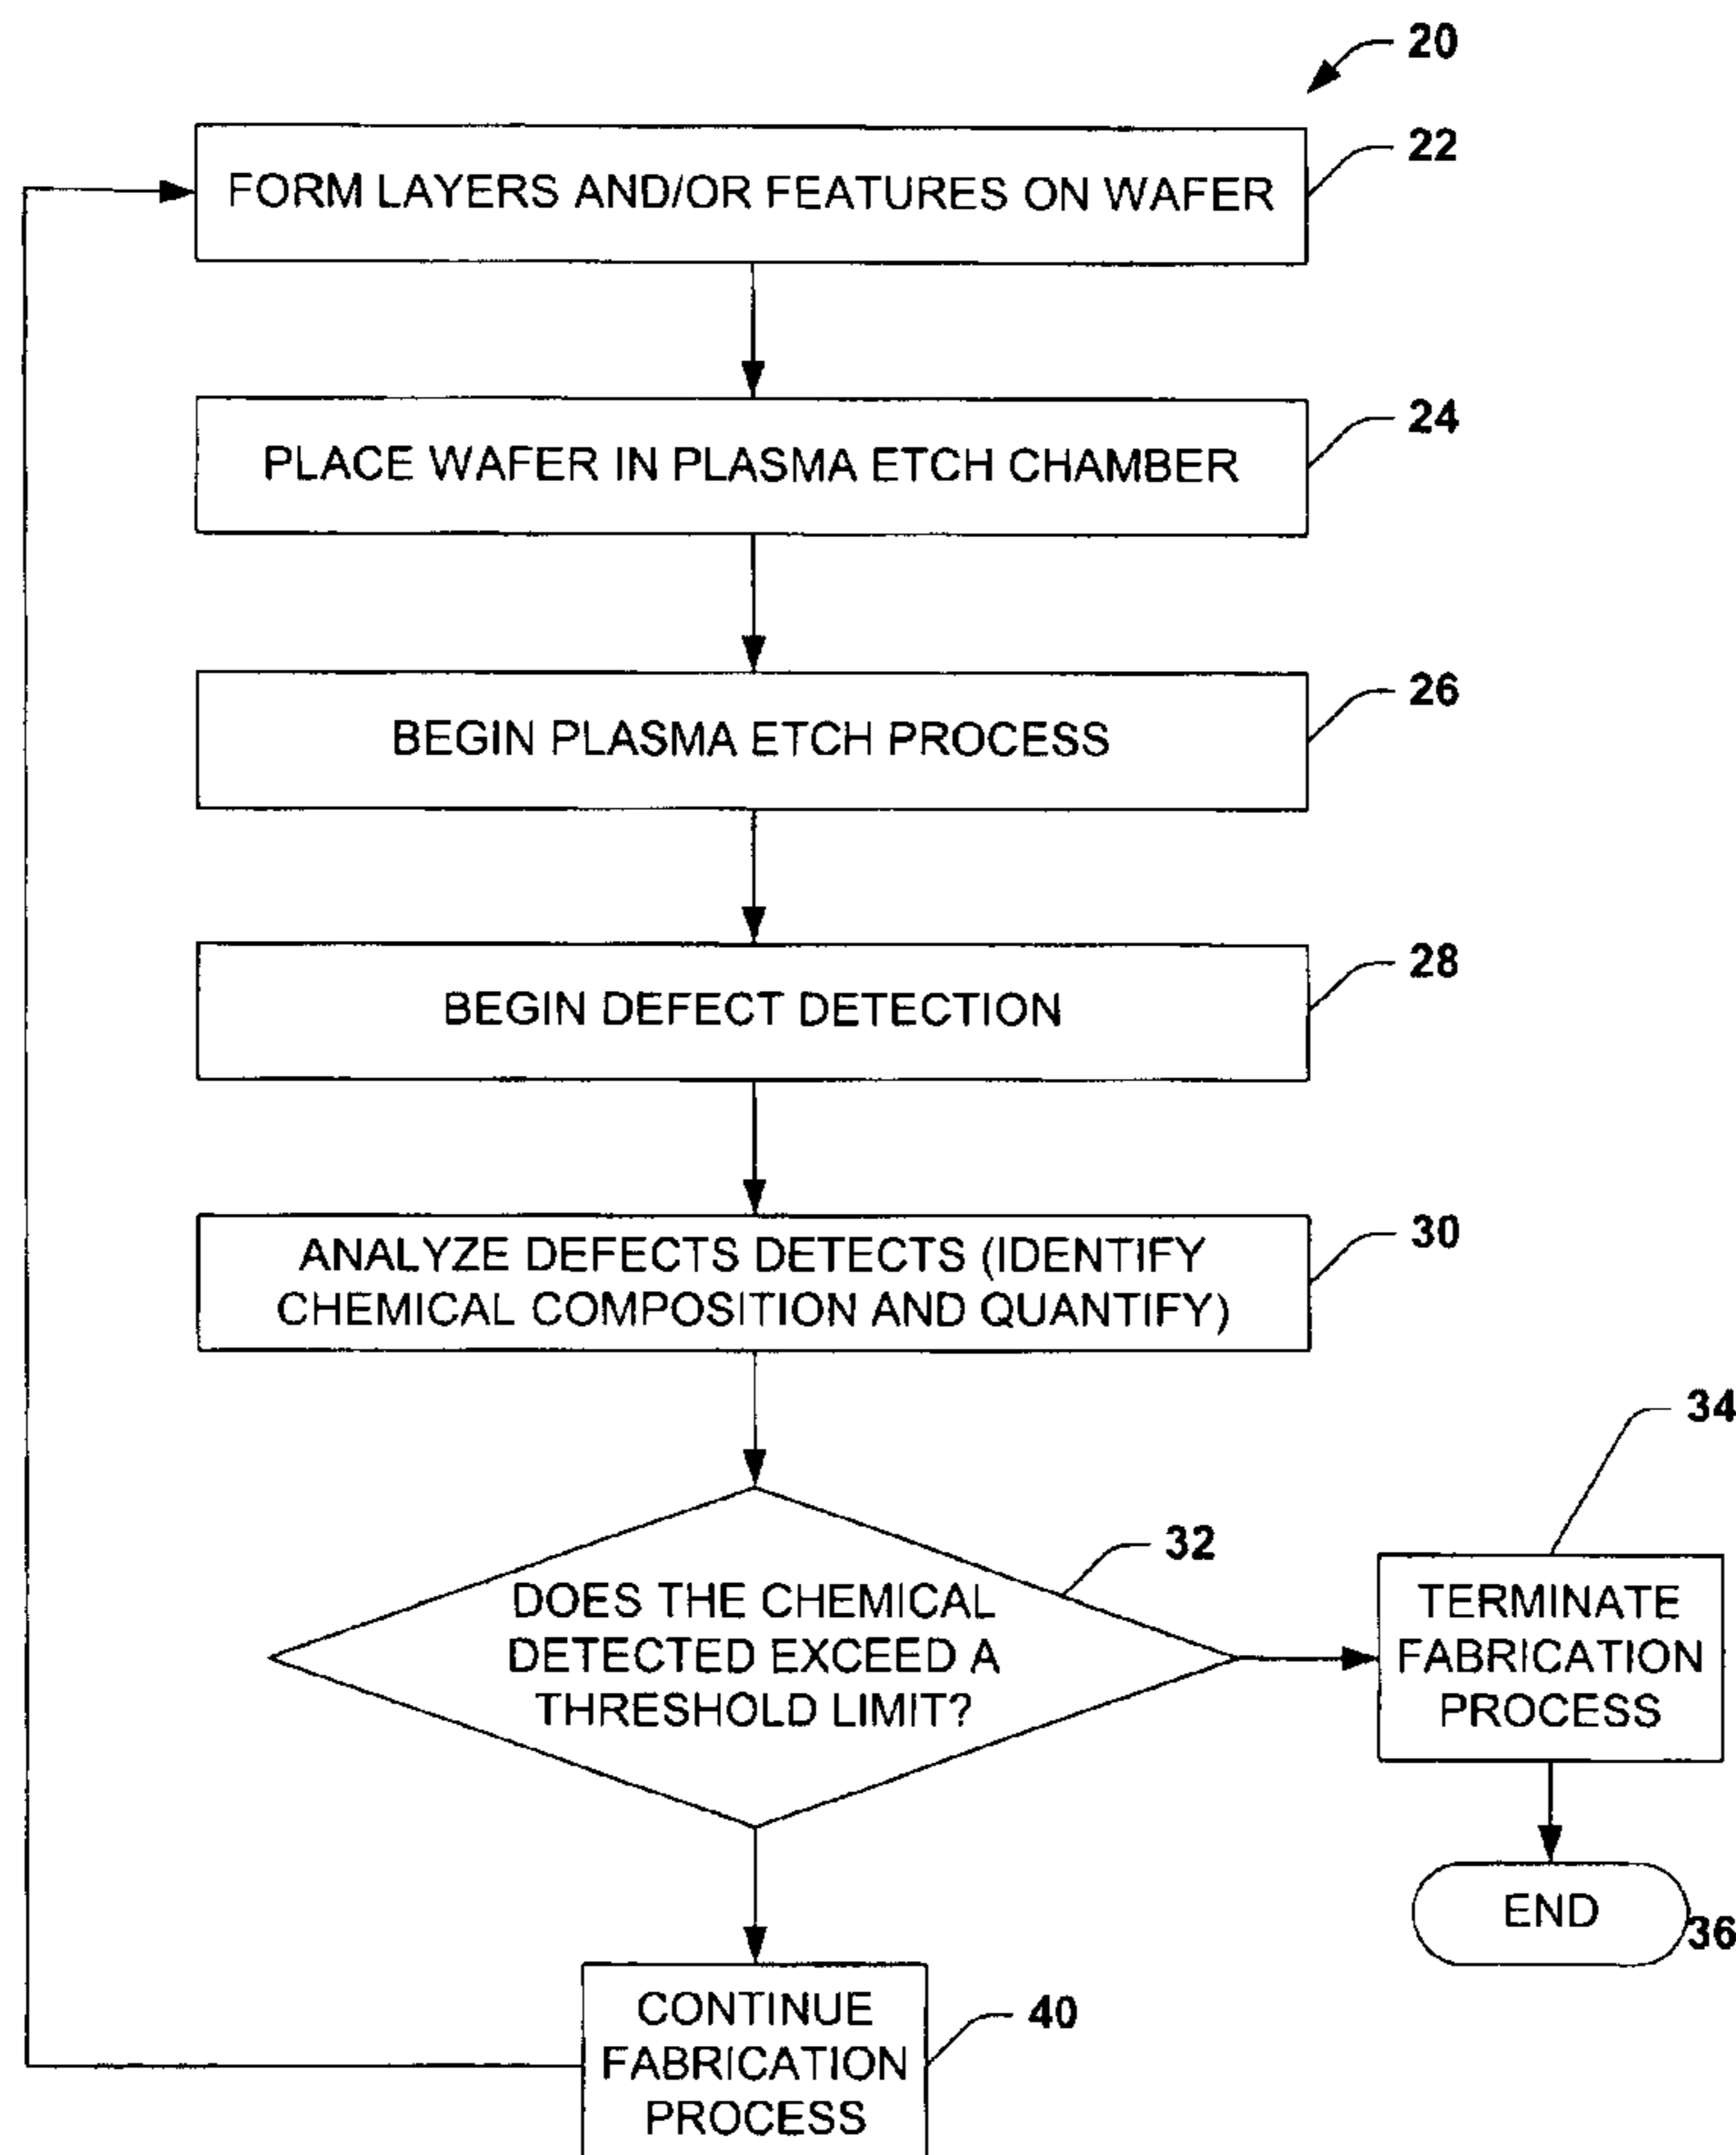 20
FORM LAYERS AND/OR FEATURES ON WAFER
22
PLACE WAFER IN PLASMA ETCH CHAMBER
24
BEGIN PLASMA ETCH PROCESS
26
BEGIN DEFECT DETECTION
28
ANALYZE DEFECTS DETECTS (IDENTIFY
CHEMICAL COMPOSITION AND QUANTIFY)
30
DOES THE CHEMICAL
DETECTED EXCEED A
THRESHOLD LIMIT?
32
34
TERMINATE
FABRICATION
PROCESS
END
36
CONTINUE
FABRICATION
PROCESS
40